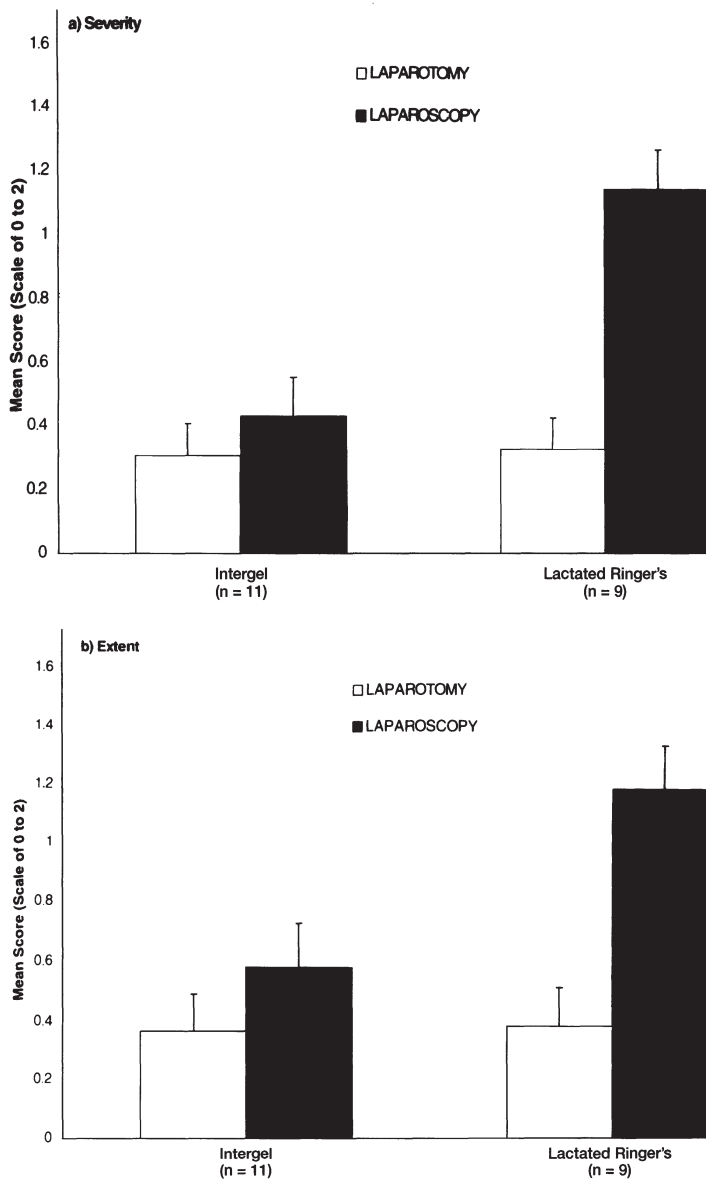 a) Severity
1.6
LAPAROTOMY
1.4
LAPAROSCOPY
1.2
1
0.8
0.6
0.4
0.2
0
Mean Score (Scale of 0 to 2)
Intergel
(n = 11)
Lactated Ringer's
(n = 9)
b) Extent
1.6
LAPAROTOMY
1.4
LAPAROSCOPY
1.2
1
0.8
0.6
0.4
0.2
0
Mean Score (Scale of 0 to 2)
Intergel
(n = 11)
Lactated Ringer's
(n = 9)